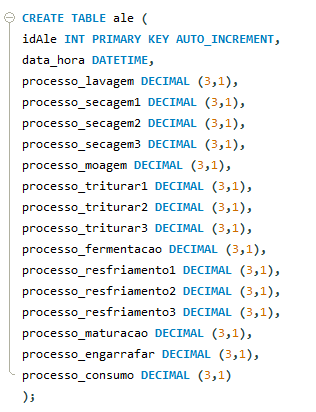 CREATE TABLE ale (
idAle INT PRIMARY KEY AUTO_INCREMENT,
data_hora DATETIME,
processo_lavagem DECIMAL (3,1),
processo_secagem1 DECIMAL (3,1),
processo_secagem2 DECIMAL (3,1),
processo_secagem3 DECIMAL (3,1),
processo_moagem DECIMAL (3,1),
processo_triturar1 DECIMAL (3,1),
processo_triturar2 DECIMAL (3,1),
processo_triturar3 DECIMAL (3,1),
processo_fermentacao DECIMAL (3,1),
processo_resfriamento1 DECIMAL (3,1),
processo_resfriamento2 DECIMAL (3,1),
processo_resfriamento3 DECIMAL (3,1),
processo_maturacao DECIMAL (3,1),
processo_engarrafar DECIMAL (3,1),
processo_consumo DECIMAL (3,1)
);